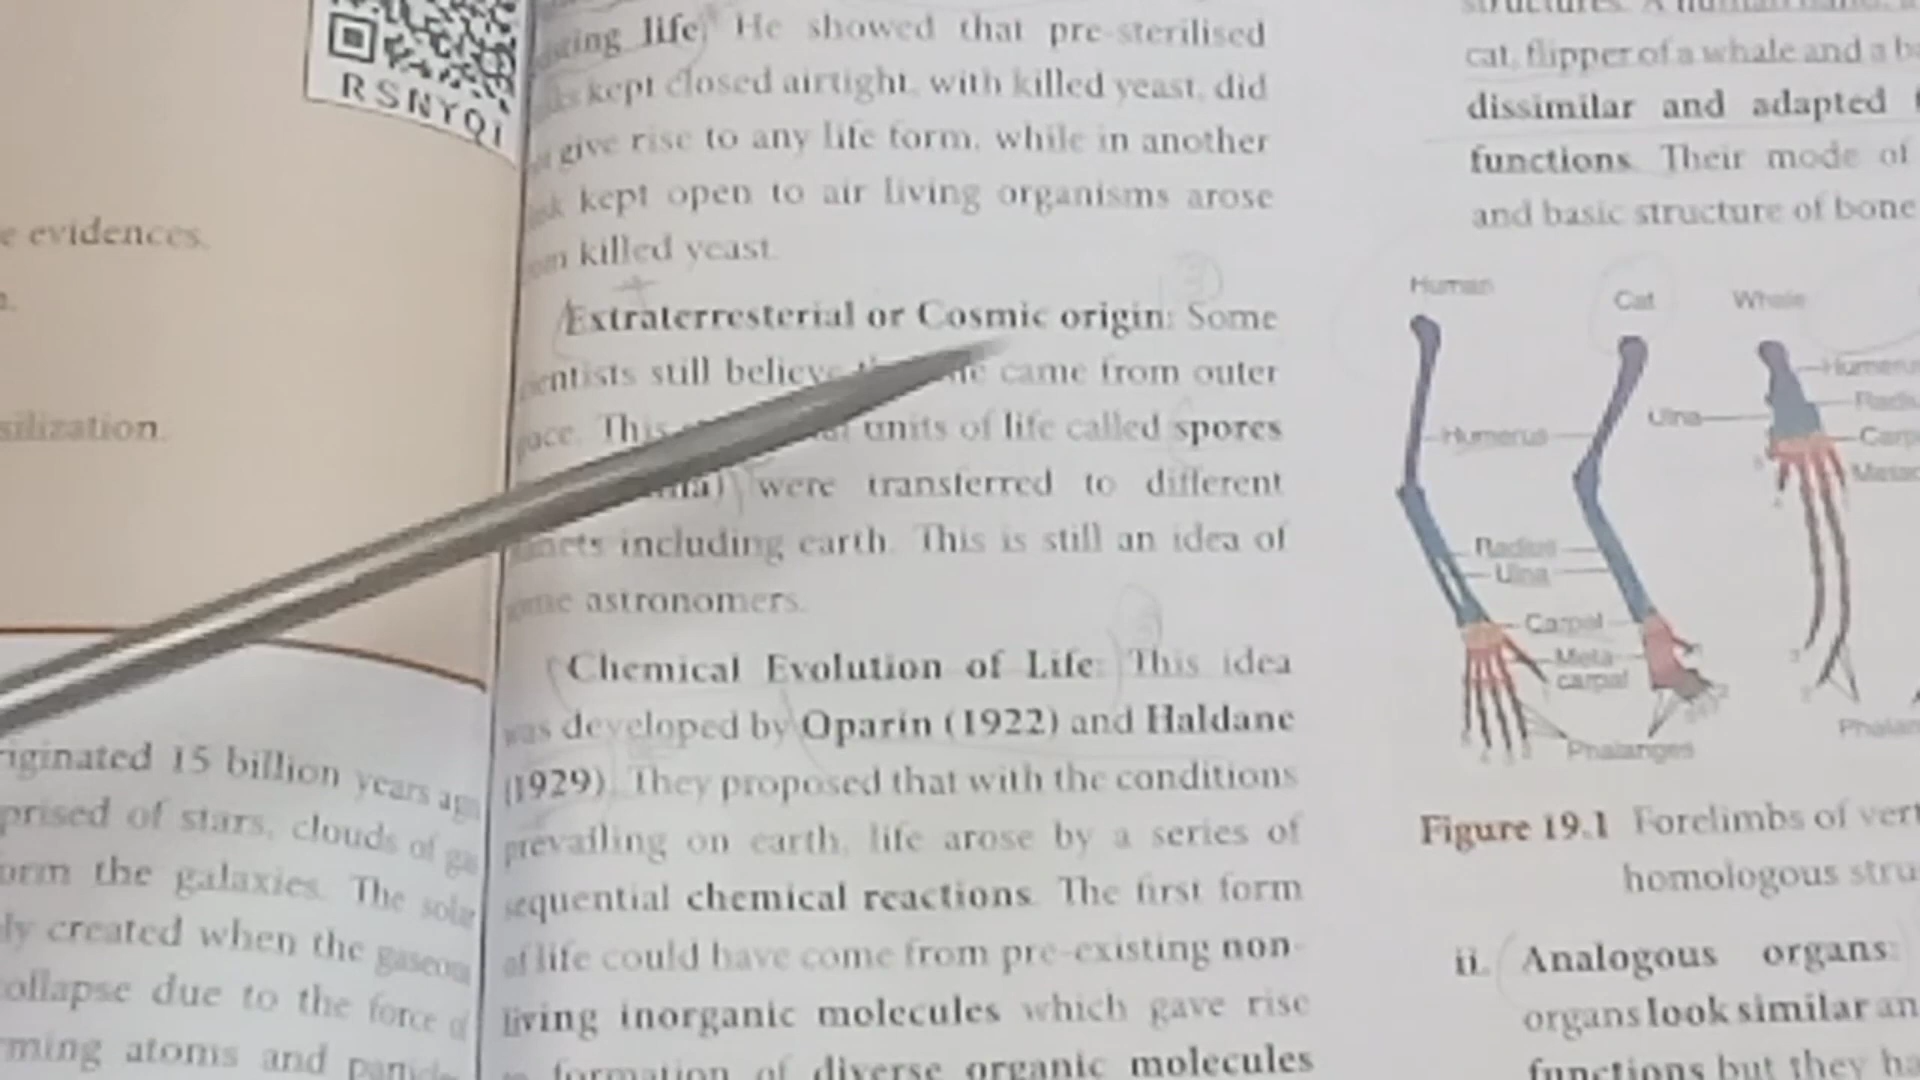 RSNYQI
e evidences.
silization.
riginated 15 billion years ag
prised of stars, clouds of ga
orm the galaxies. The sola
ly created when the gaseou
ollapse due to the force of
ming atoms and
life. He showed that pre-sterilised
kept closed airtight, with killed yeast, did
give rise to any life form, while in another
kept open to air living organisms arose
killed yeast.
Extraterresterial or Cosmic origin: Some
entists still believe came from outer
ace. This units of life called spores
were transferred to different
including earth. This is still an idea of
astronomers.
Chemical Evolution of Life: This idea
was developed by Oparin (1922) and Haldane
(1929). They proposed that with the conditions
prevailing on earth, life arose by a series of
sequential chemical reactions. The first form
of life could have come from pre-existing non-
living inorganic molecules which gave rise
formation of diverse organic molecules
cat, flipper of a whale and a ba
dissimilar and adapted f
functions. Their mode of
and basic structure of bone
Human
Cat
Whale
Humerus
Radius
Ulna
Carpal
Meta
carpal
Phalanges
Ulna
Humerus
Radi
Carp
Metac
Phalan
Figure 19.1 Forelimbs of vert
homologous stru
ii. Analogous organs:
organs look similar an
functions but they ha